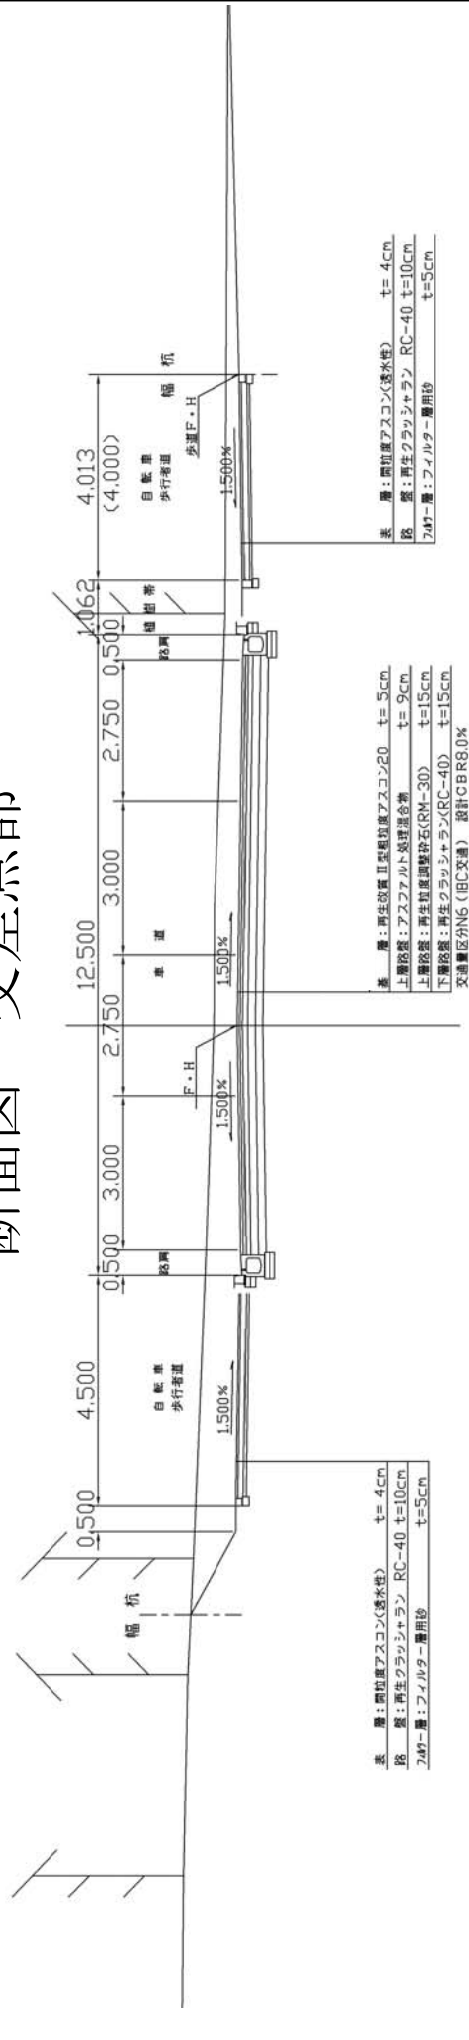 断面図 交差点部
0.500
4.500
0.500
3.000
2.750
12.500
3.000
2.750
0.500
1.062
4.013
(4.000)
幅 杭
自 転 車
歩行者道
路肩
車 道
路肩
植 樹 帯
自 転 車
歩行者道
幅 杭
F・H
歩道F・H
1.500%
1.500%
1.500%
1.500%
表 層：開粒度アスコン(透水性) t= 4cm
路 盤：再生クラッシャラン RC-40 t=10cm
フィルター層：フィルター層用砂 t=5cm
基 層：再生改質Ⅱ型粗粒度アスコン20 t= 5cm
上層路盤：アスファルト処理混合物 t= 9cm
上層路盤：再生粒度調整砕石(RM-30) t=15cm
下層路盤：再生クラッシャラン(RC-40) t=15cm
交通量区分N6（旧C交通） 設計CBR8.0%
表 層：開粒度アスコン(透水性) t= 4cm
路 盤：再生クラッシャラン RC-40 t=10cm
フィルター層：フィルター層用砂 t=5cm